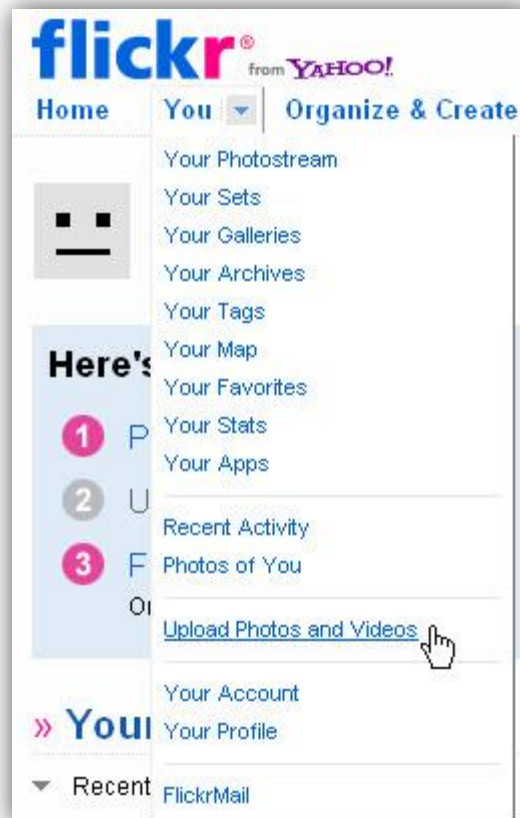 flickr® from YAHOO!
Home You Organize & Create
Your Photostream
Your Sets
Your Galleries
Your Archives
Your Tags
Your Map
Here's
Your Favorites
1 P
Your Stats
Your Apps
2 U
Recent Activity
3 F
Photos of You
Upload Photos and Videos
Your Account
» Your
Your Profile
Recent
FlickrMail